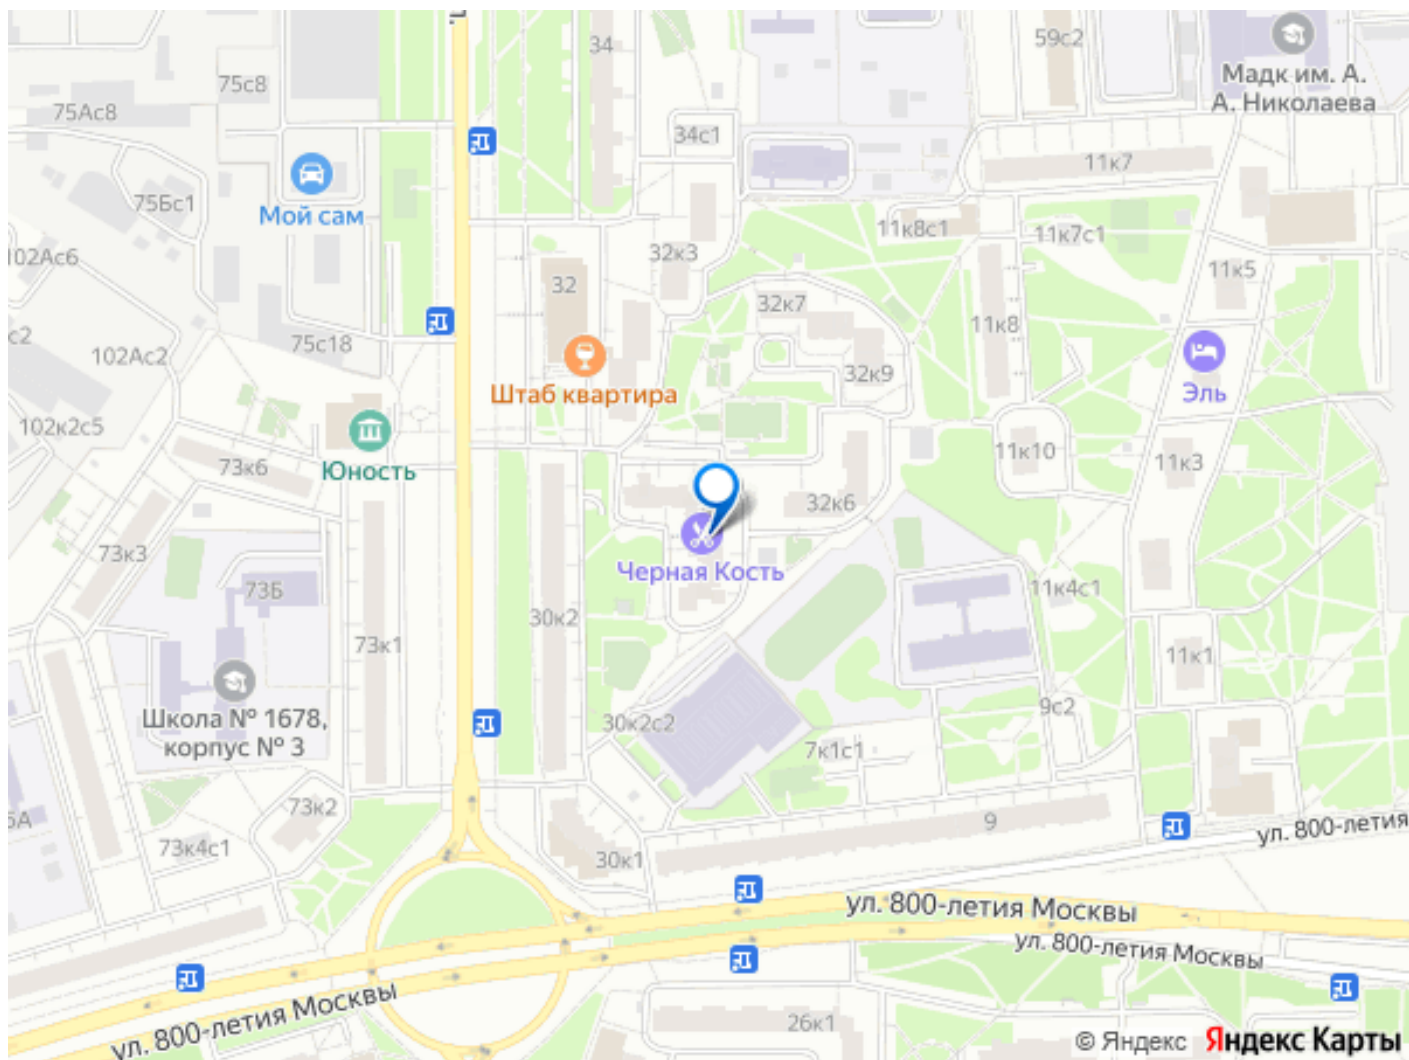 34
59с2
Мадк им. А.
А. Николаева
75с8
75Ас8
34с1
11к7
75Бс1
Мой сам
11к8с1
11к7с1
102Ас6
32к3
11к5
32
32к7
11к8
с2
102Ас2
75с18
32к9
Штаб квартира
Эль
102к2с5
73к6
Юность
11к10
11к3
32к6
73к3
Черная Кость
73Б
11к4с1
30к2
73к1
11к1
Школа № 1678,
корпус № 3
30к2с2
9с2
7к1с1
73к2
9
73к4с1
30к1
ул. 800-летия
ул. 800-летия Москвы
ул. 800-летия Москвы
ул. 800-летия Москвы
26к1
© Яндекс Яндекс Карты